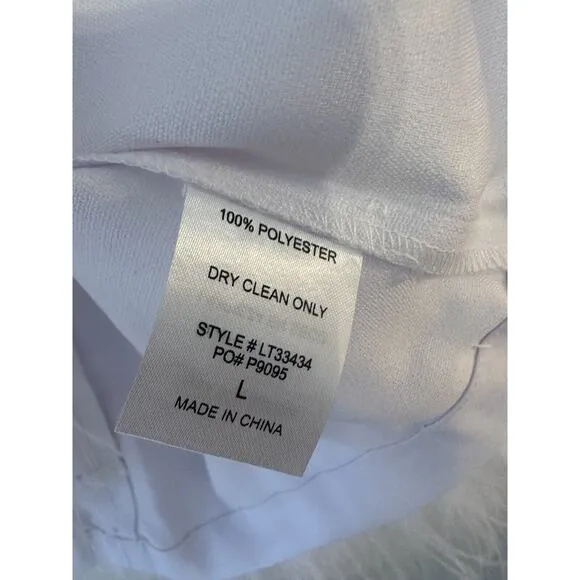 100% POLYESTER
DRY CLEAN ONLY
STYLE # LT33434
PO# P9095
L
MADE IN CHINA